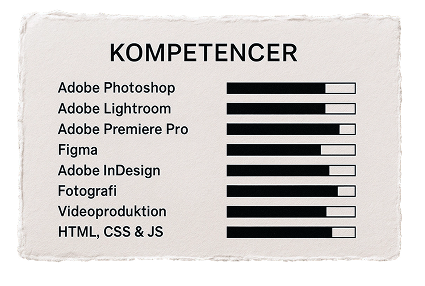 KOMPETENCER
Adobe Photoshop
Adobe Lightroom
Adobe Premiere Pro
Figma
Adobe InDesign
Fotografi
Videoproduktion
HTML, CSS & JS